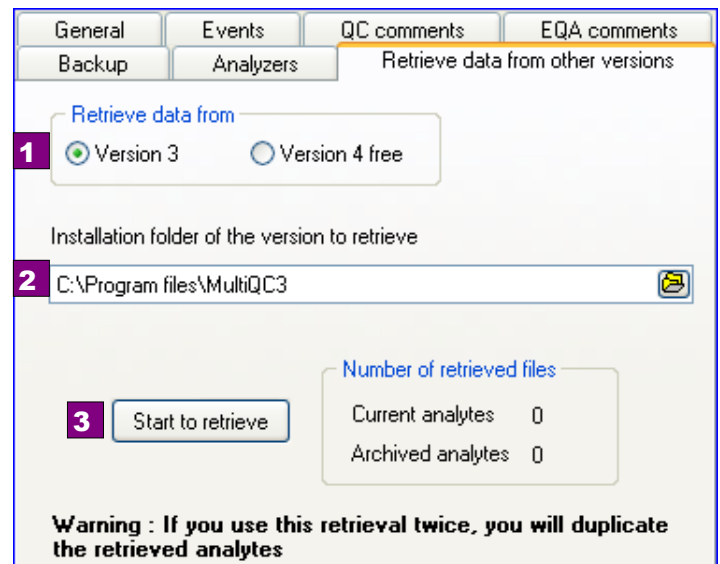 General Events QC comments EQA comments
Backup Analyzers Retrieve data from other versions
Retrieve data from
1 Version 3 Version 4 free
Installation folder of the version to retrieve
2 C:\Program files\MultiQC3
Number of retrieved files
3 Start to retrieve Current analytes 0
Archived analytes 0
Warning : If you use this retrieval twice, you will duplicate
the retrieved analytes